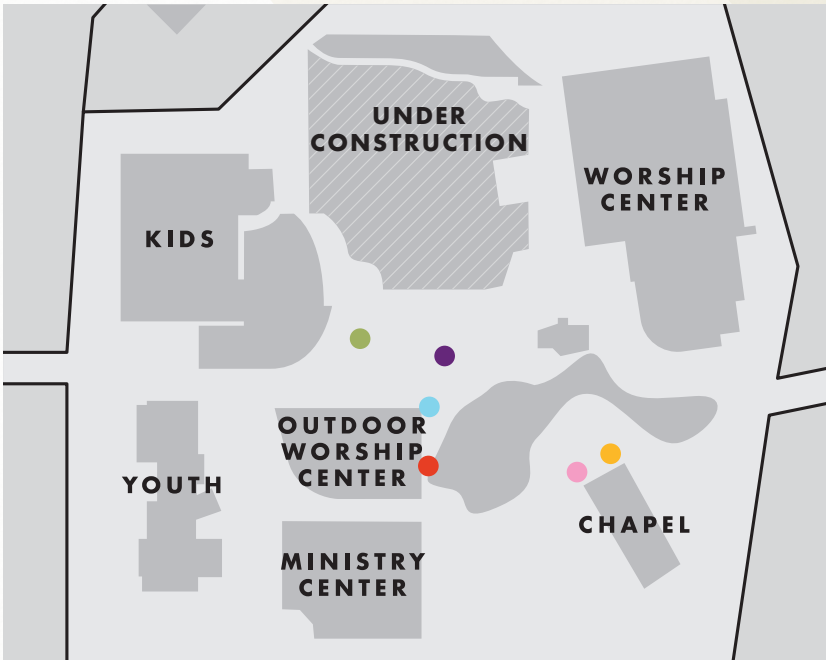 UNDER
CONSTRUCTION
WORSHIP
CENTER
KIDS
OUTDOOR
WORSHIP
CENTER
YOUTH
CHAPEL
MINISTRY
CENTER